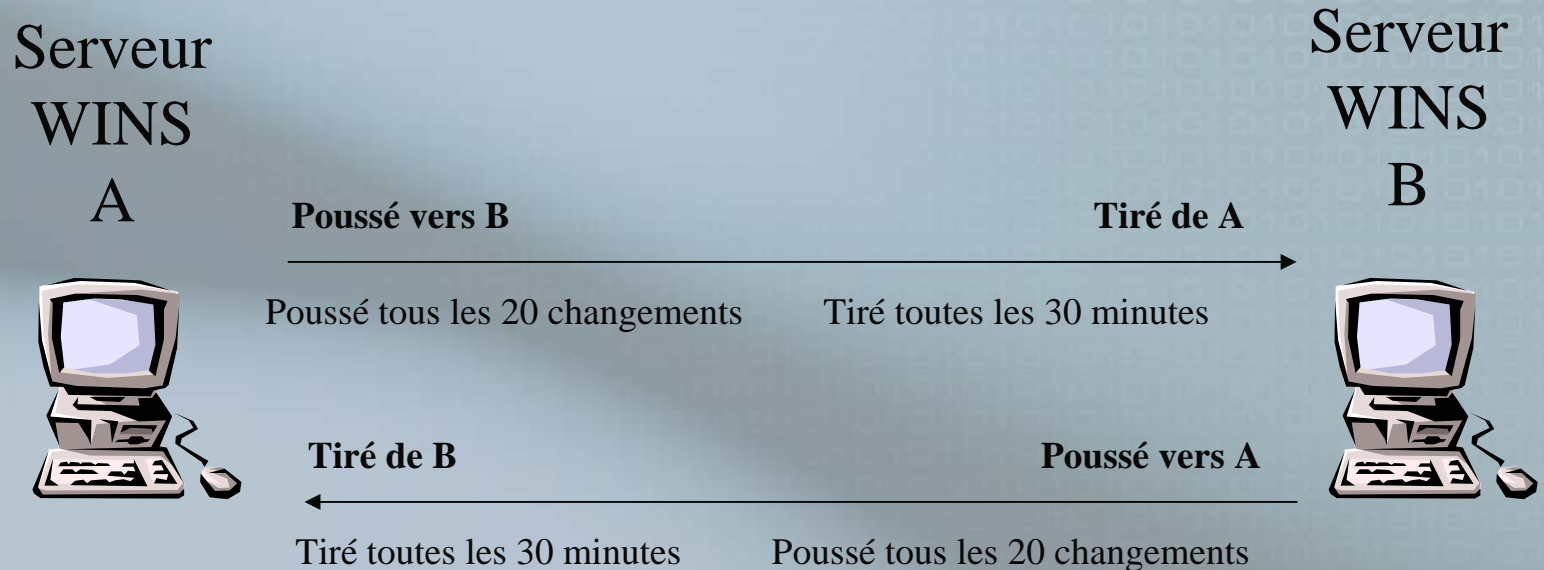 Serveur
WINS
A
Serveur
WINS
B
Poussé vers B
Tiré de A
Poussé tous les 20 changements
Tiré toutes les 30 minutes
Tiré de B
Poussé vers A
Tiré toutes les 30 minutes
Poussé tous les 20 changements